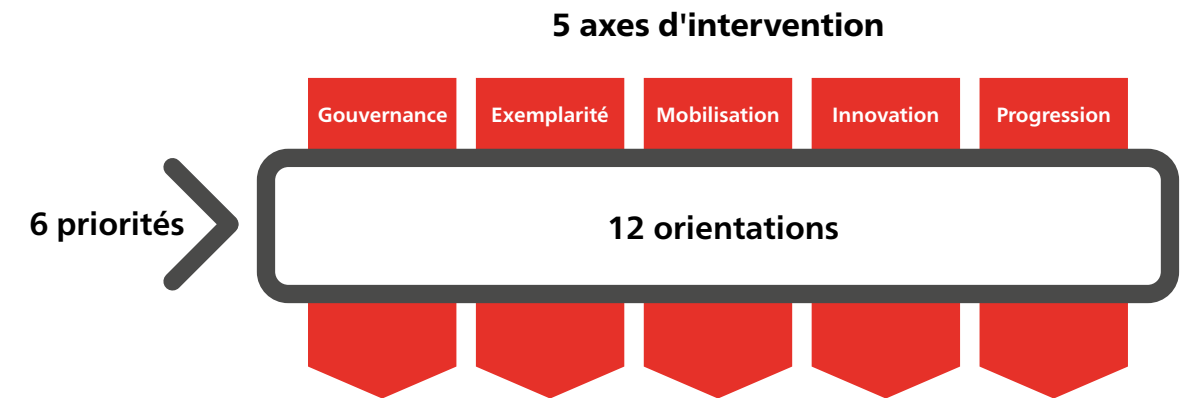 5 axes d'intervention
Gouvernance
Exemplarité
Mobilisation
Innovation
Progression
6 priorités
12 orientations